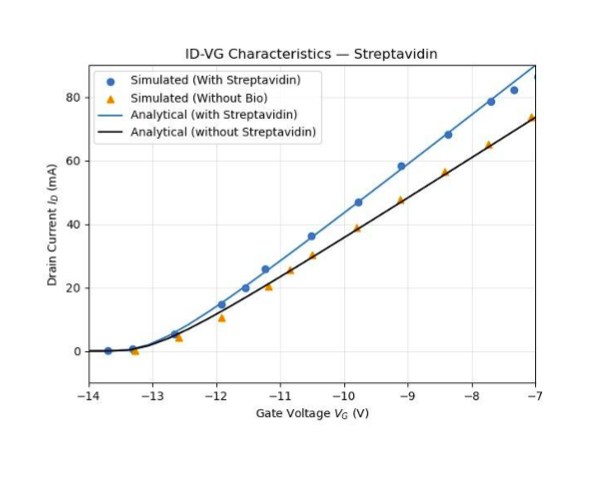 ID-VG Characteristics — Streptavidin
Simulated (With Streptavidin)
Simulated (Without Bio)
Analytical (with Streptavidin)
Analytical (without Streptavidin)
Drain Current I_D (mA)
80
60
40
20
0
−14 −13 −12 −11 −10 −9 −8 −7
Gate Voltage V_G (V)